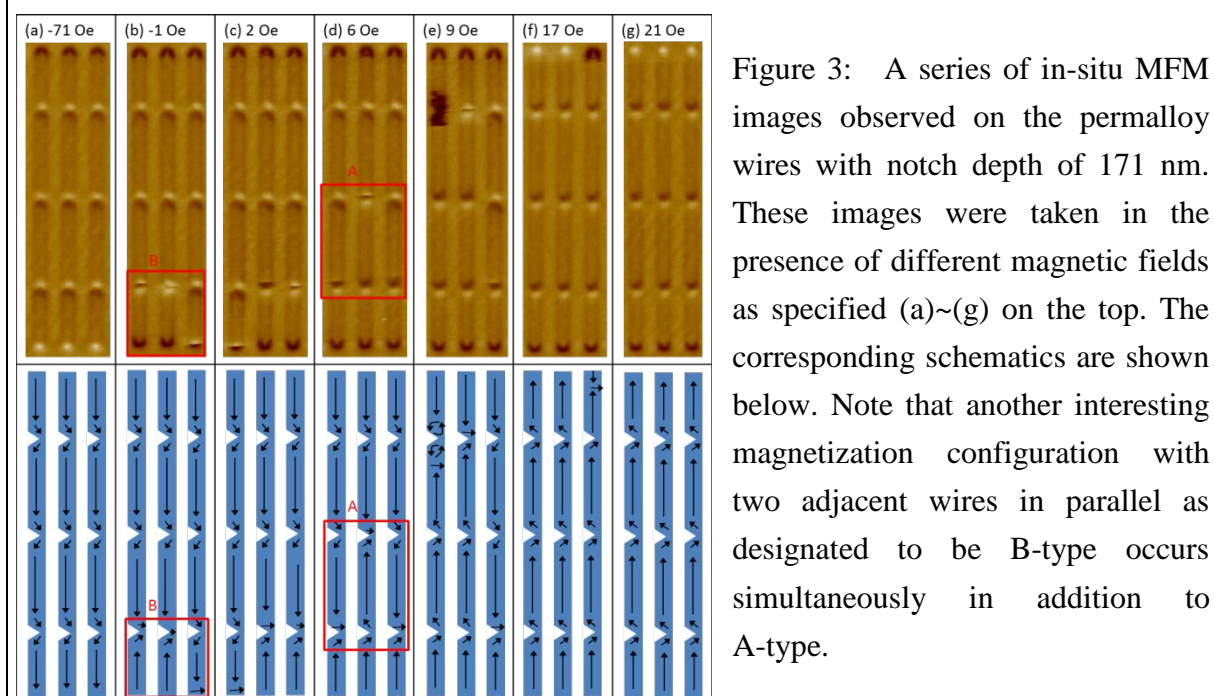 (a) -71 Oe
(b) -1 Oe
(c) 2 Oe
(d) 6 Oe
(e) 9 Oe
(f) 17 Oe
(g) 21 Oe
A
B
A
B
Figure 3: A series of in-situ MFM
images observed on the permalloy
wires with notch depth of 171 nm.
These images were taken in the
presence of different magnetic fields
as specified (a)~(g) on the top. The
corresponding schematics are shown
below. Note that another interesting
magnetization configuration with
two adjacent wires in parallel as
designated to be B-type occurs
simultaneously in addition to
A-type.